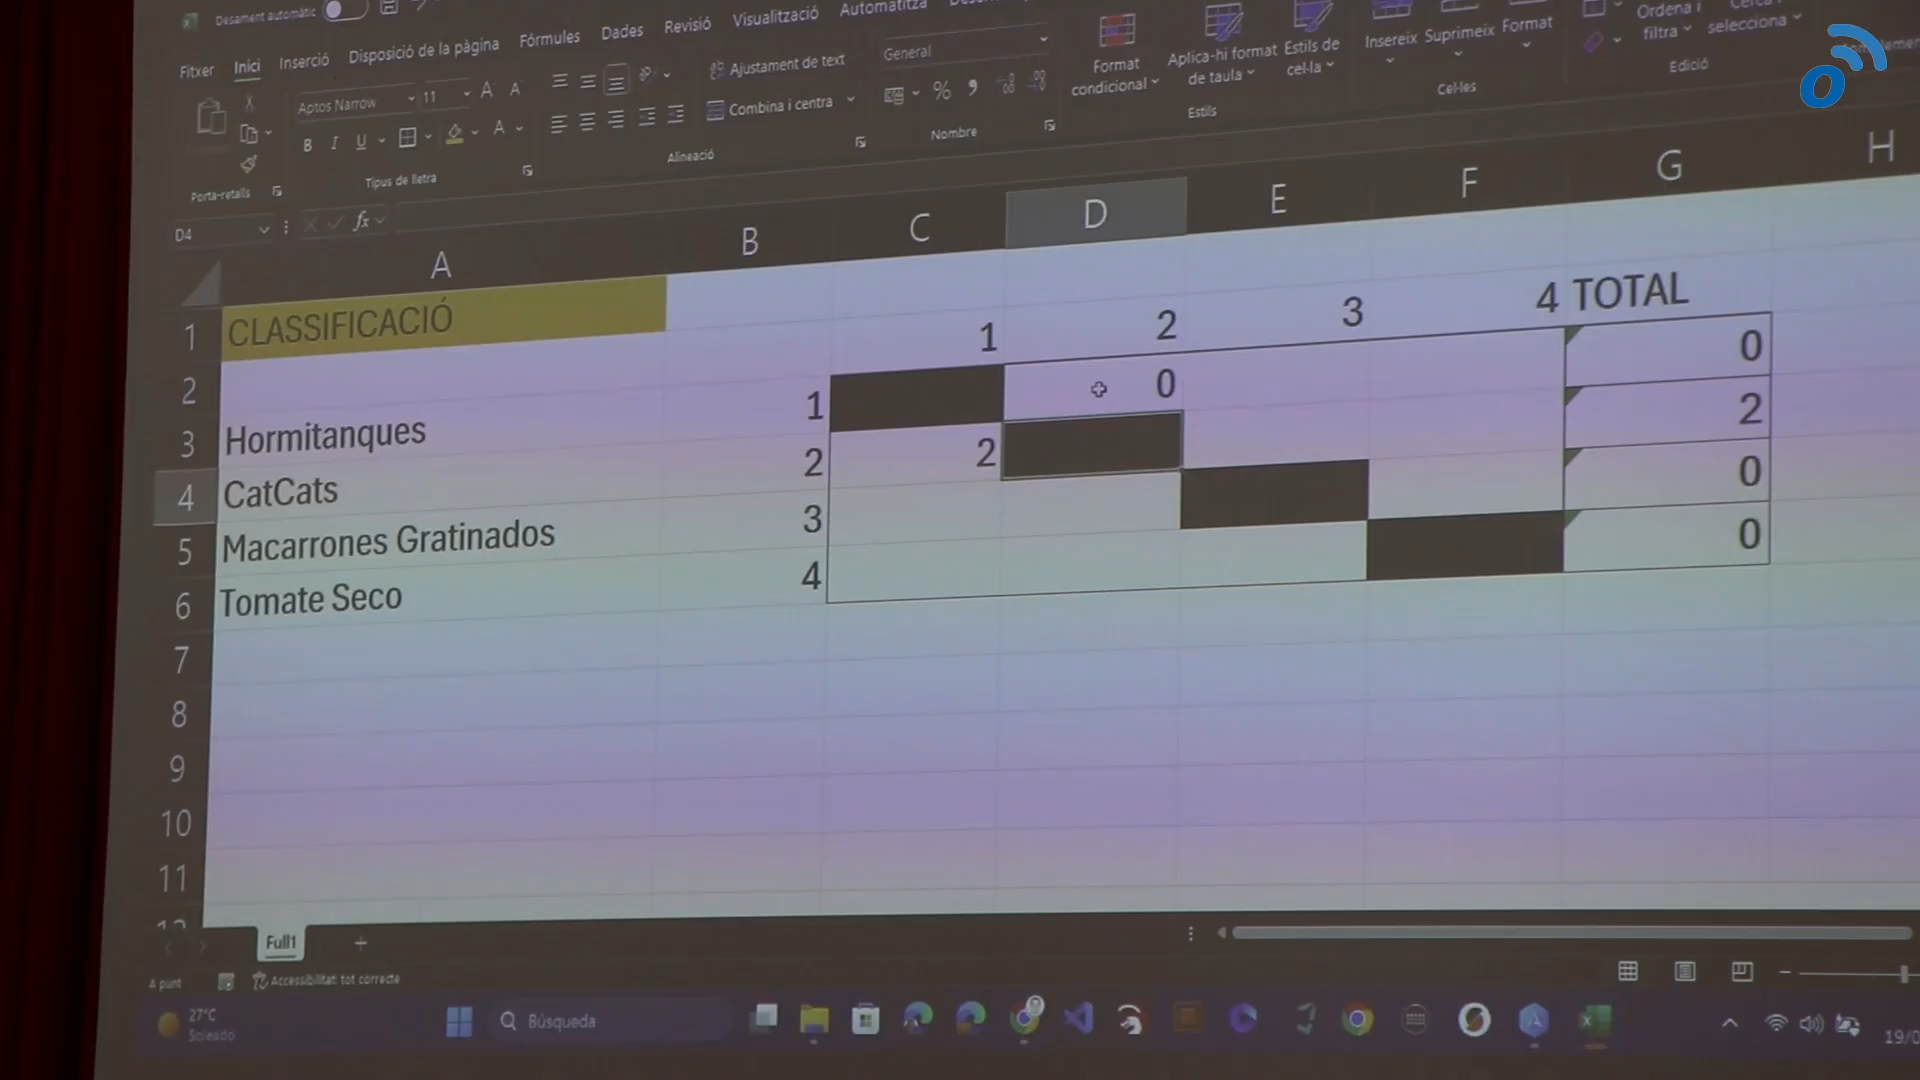 Desament automàtic
Fitxer Inici Inserció Disposició de la pàgina Fórmules Dades Revisió Visualització Automatitza
Aptos Narrow 11 A A Ajustament de text General Format condicional Aplica-hi format de taula Estils de cel·la Insereix Suprimeix Format Ordena i filtra Cerca i selecciona
B I U A Combina i centra %
Porta-retalls Tipus de lletra Alineació Nombre Estils Cel·les Edició
D4 fx
A B C D E F G H
1 CLASSIFICACIÓ
2 1 2 3 4 TOTAL
3 Hormitanques 1 0 0
4 CatCats 2 2 2
5 Macarrones Gratinados 3 0
6 Tomate Seco 4 0
7
8
9
10
11
12
Full1 +
A punt Accessibilitat: tot correcte
27°C
Soleado
Búsqueda